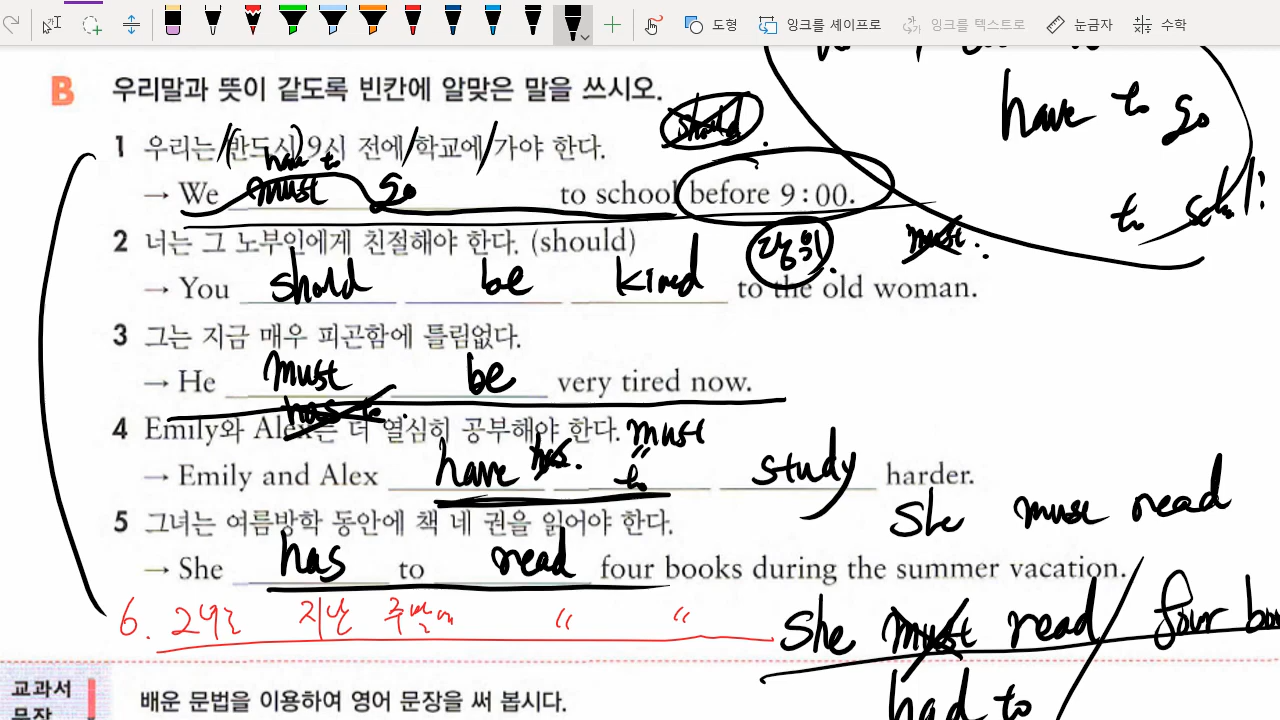 도형 잉크를 셰이프로 잉크를 텍스트로 눈금자 수학
have to go
to school
B 우리말과 뜻이 같도록 빈칸에 알맞은 말을 쓰시오.
should
1 우리는/(반드시)9시 전에/학교에/가야 한다.
have to
→ We must go to school before 9:00.
2 너는 그 노부인에게 친절해야 한다. (should)
당위. must.
→ You should be kind to the old woman.
3 그는 지금 매우 피곤함에 틀림없다.
→ He must be very tired now.
has to.
4 Emily와 Alex는 더 열심히 공부해야 한다. must
→ Emily and Alex have has. to study harder.
She must read
5 그녀는 여름방학 동안에 책 네 권을 읽어야 한다.
→ She has to read four books during the summer vacation.
6. 그녀는 지난 주말에 〃 〃
She must read / four boo
had to
교과서
문장
배운 문법을 이용하여 영어 문장을 써 봅시다.